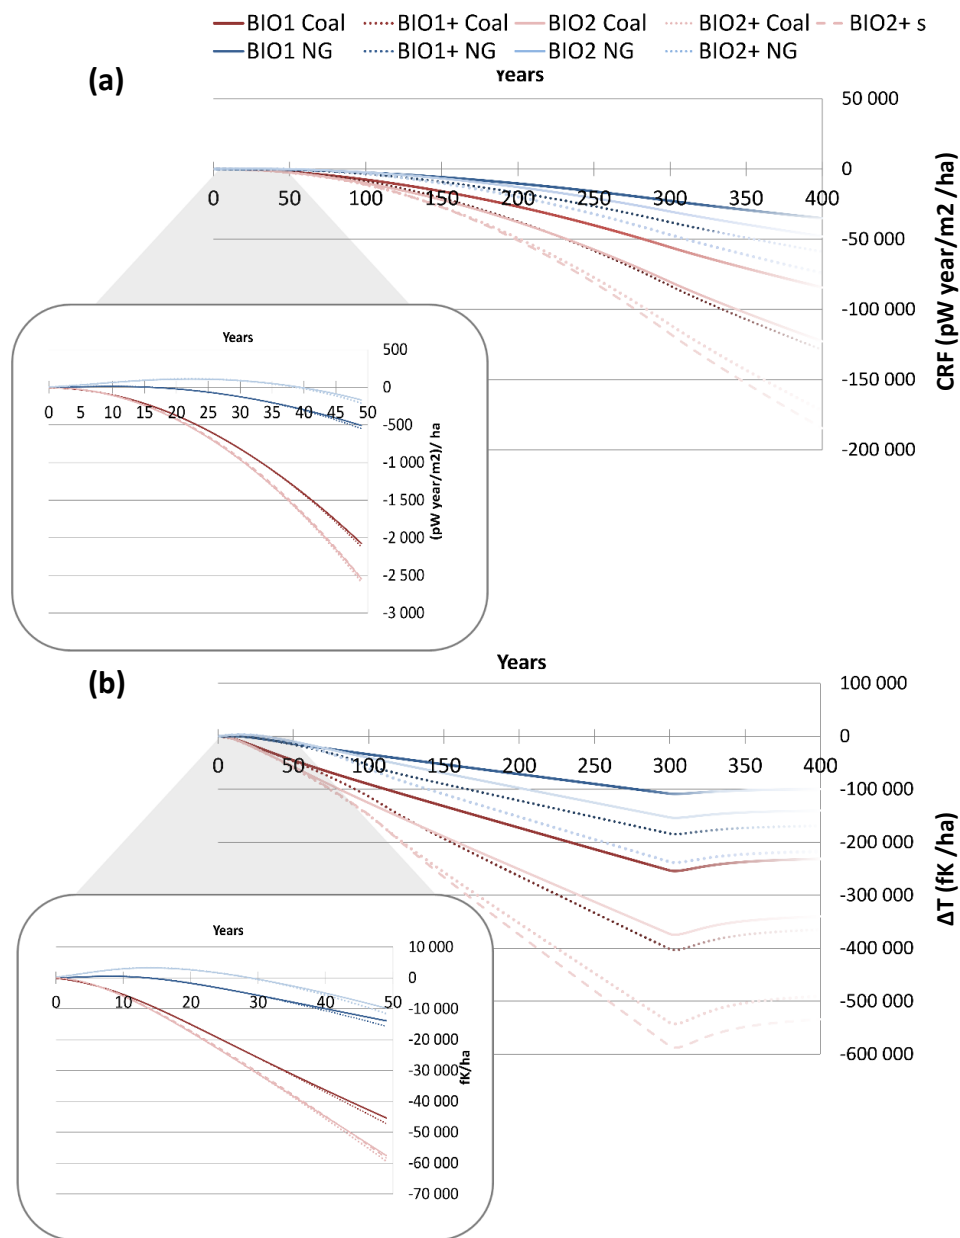 BIO1 Coal BIO1+ Coal BIO2 Coal BIO2+ Coal BIO2+ s
BIO1 NG BIO1+ NG BIO2 NG BIO2+ NG
(a)
Years
50 000
0
-50 000
-100 000
-150 000
-200 000
0 50 100 150 200 250 300 350 400
CRF (pW year/m2 /ha)
Years
500
0
-500
-1 000
-1 500
-2 000
-2 500
-3 000
0 5 10 15 20 25 30 35 40 45 50
(pW year/m2)/ ha
(b)
Years
100 000
0
-100 000
-200 000
-300 000
-400 000
-500 000
-600 000
0 50 100 150 200 250 300 350 400
ΔT (fK /ha)
Years
10 000
0
-10 000
-20 000
-30 000
-40 000
-50 000
-60 000
-70 000
0 10 20 30 40 50
fK/ha